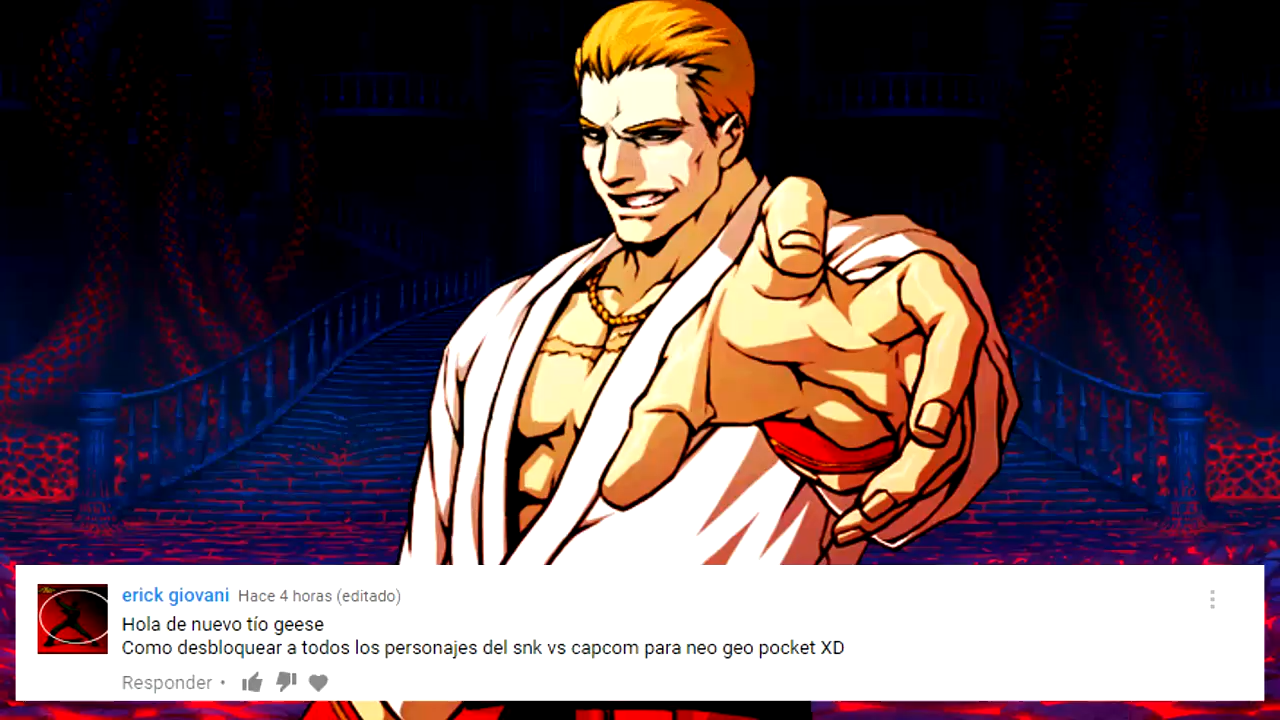 erick giovani Hace 4 horas (editado)
Hola de nuevo tío geese
Como desbloquear a todos los personajes del snk vs capcom para neo geo pocket XD
Responder •